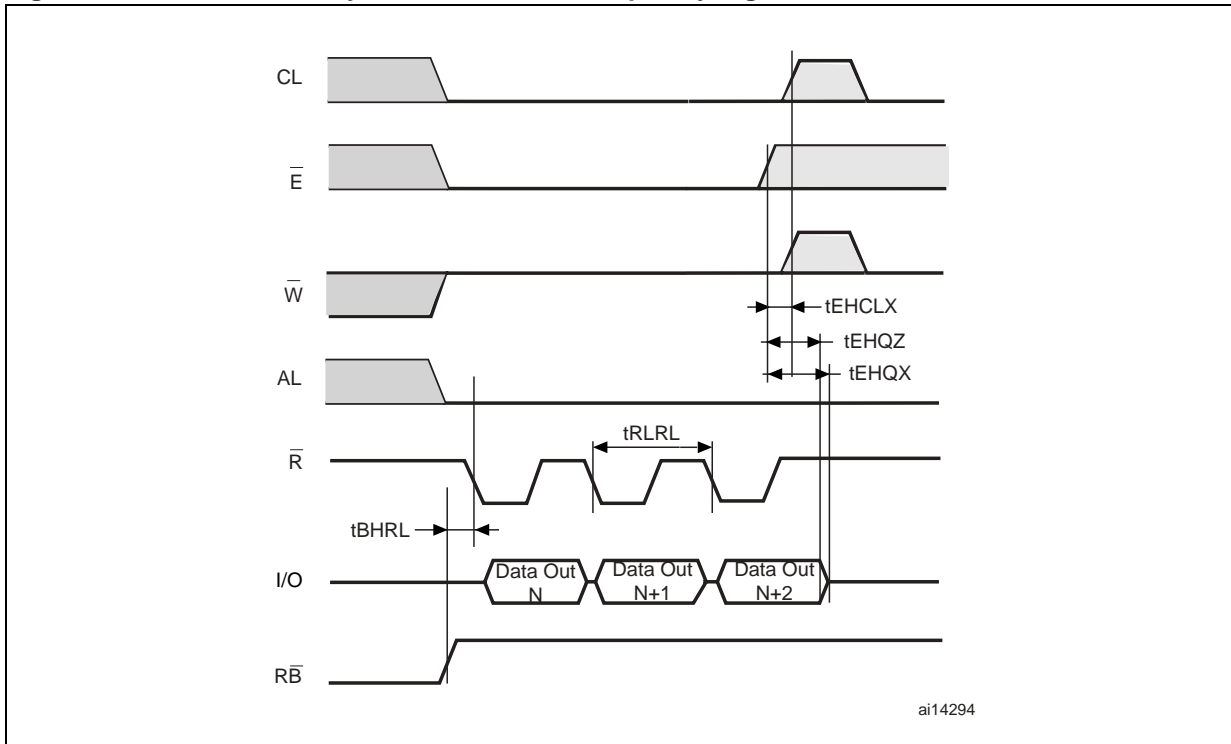 CL
E̅
W̅
tEHCLX
tEHQZ
AL
tEHQX
tRLRL
R̅
tBHRL
I/O
Data Out
N
Data Out
N+1
Data Out
N+2
RB̅
ai14294